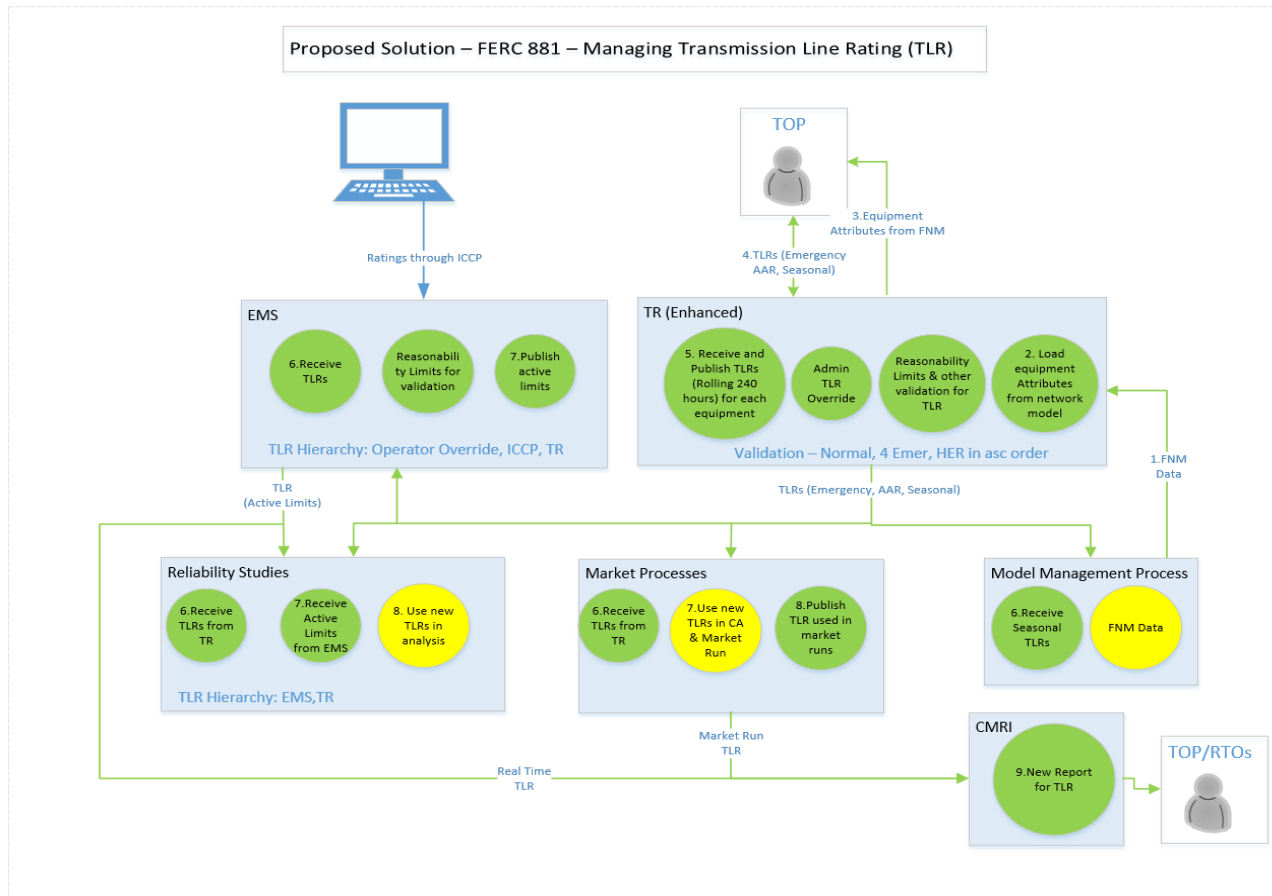 Proposed Solution – FERC 881 – Managing Transmission Line Rating (TLR)
TOP
3.Equipment
Attributes from FNM
Ratings through ICCP
4.TLRs (Emergency
AAR, Seasonal)
EMS
6.Receive
TLRs
Reasonabili
ty Limits for
validation
7.Publish
active
limits
TLR Hierarchy: Operator Override, ICCP, TR
TR (Enhanced)
5. Receive and
Publish TLRs
(Rolling 240
hours) for each
equipment
Admin
TLR
Override
Reasonability
Limits & other
validation for
TLR
2. Load
equipment
Attributes
from network
model
Validation – Normal, 4 Emer, HER in asc order
1.FNM
Data
TLR
(Active Limits)
TLRs (Emergency, AAR, Seasonal)
Reliability Studies
6.Receive
TLRs from
TR
7.Receive
Active
Limits
from EMS
8. Use new
TLRs in
analysis
TLR Hierarchy: EMS,TR
Market Processes
6.Receive
TLRs from
TR
7.Use new
TLRs in CA
& Market
Run
8.Publish
TLR used in
market
runs
Model Management Process
6.Receive
Seasonal
TLRs
FNM Data
Market Run
TLR
Real Time
TLR
CMRI
9.New Report
for TLR
TOP/RTOs